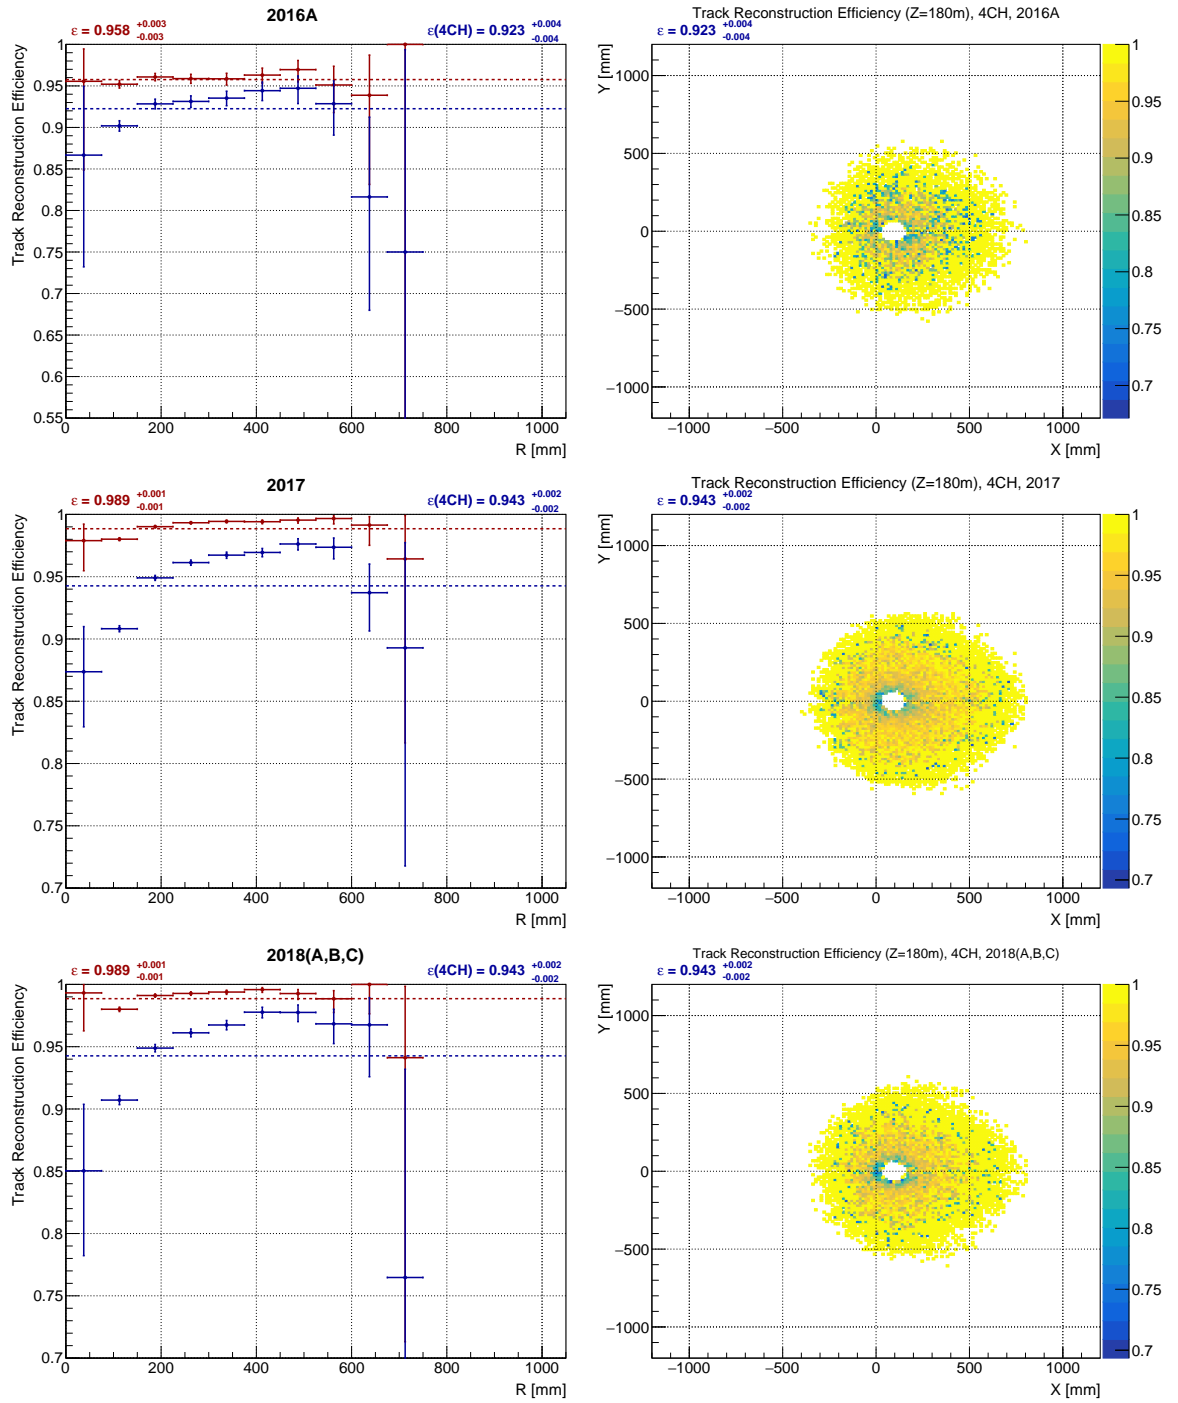 2016A
ε = 0.958 +0.003 -0.003
ε(4CH) = 0.923 +0.004 -0.004
Track Reconstruction Efficiency
1
0.95
0.9
0.85
0.8
0.75
0.7
0.65
0.6
0.55
0 200 400 600 800 1000
R [mm]
Track Reconstruction Efficiency (Z=180m), 4CH, 2016A
ε = 0.923 +0.004 -0.004
Y [mm]
1000
500
0
−500
−1000
−1000 −500 0 500 1000
X [mm]
1
0.95
0.9
0.85
0.8
0.75
0.7
2017
ε = 0.989 +0.001 -0.001
ε(4CH) = 0.943 +0.002 -0.002
Track Reconstruction Efficiency
1
0.95
0.9
0.85
0.8
0.75
0.7
0 200 400 600 800 1000
R [mm]
Track Reconstruction Efficiency (Z=180m), 4CH, 2017
ε = 0.943 +0.002 -0.002
Y [mm]
1000
500
0
−500
−1000
−1000 −500 0 500 1000
X [mm]
1
0.95
0.9
0.85
0.8
0.75
0.7
2018(A,B,C)
ε = 0.989 +0.001 -0.001
ε(4CH) = 0.943 +0.002 -0.002
Track Reconstruction Efficiency
1
0.95
0.9
0.85
0.8
0.75
0.7
0 200 400 600 800 1000
R [mm]
Track Reconstruction Efficiency (Z=180m), 4CH, 2018(A,B,C)
ε = 0.943 +0.002 -0.002
Y [mm]
1000
500
0
−500
−1000
−1000 −500 0 500 1000
X [mm]
1
0.95
0.9
0.85
0.8
0.75
0.7